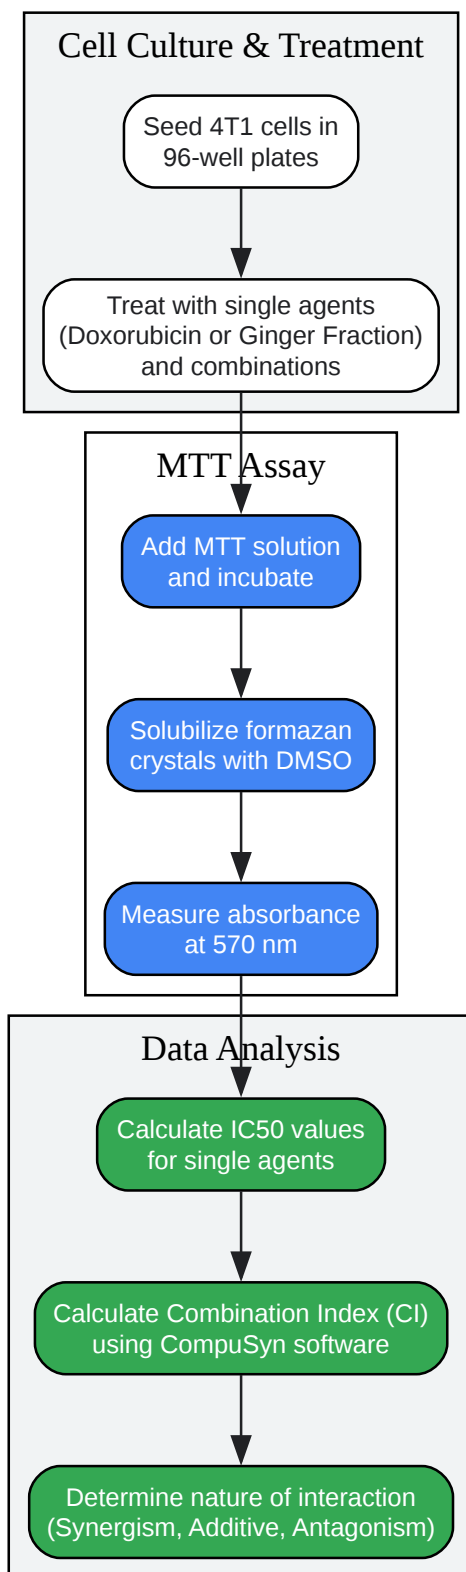 Cell Culture & Treatment
Seed 4T1 cells in
96-well plates
Treat with single agents
(Doxorubicin or Ginger Fraction)
and combinations
MTT Assay
Add MTT solution
and incubate
Solubilize formazan
crystals with DMSO
Measure absorbance
at 570 nm
Data Analysis
Calculate IC50 values
for single agents
Calculate Combination Index (CI)
using CompuSyn software
Determine nature of interaction
(Synergism, Additive, Antagonism)